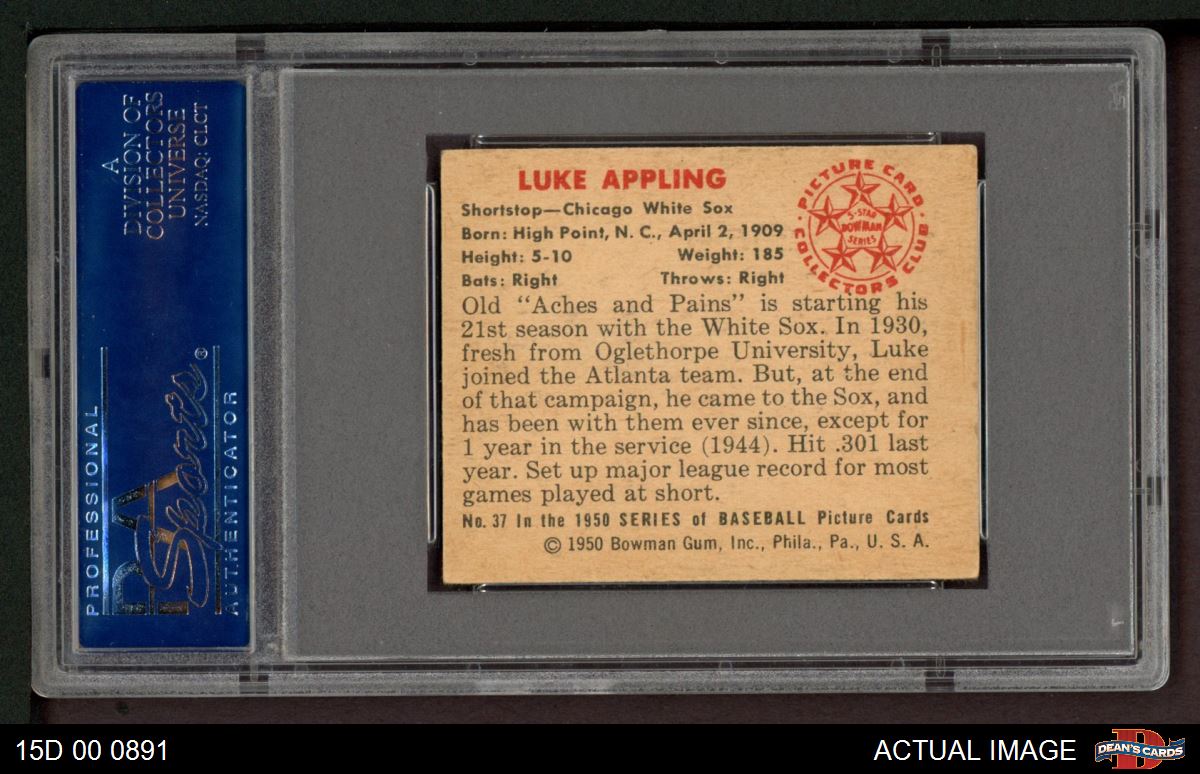 A
DIVISION OF
COLLECTORS
UNIVERSE
NASDAQ: CLCT
PROFESSIONAL
PSA
Sports®
AUTHENTICATOR
LUKE APPLING
Shortstop—Chicago White Sox
Born: High Point, N. C., April 2, 1909
Height: 5-10 Weight: 185
Bats: Right Throws: Right
PICTURE CARD
COLLECTORS CLUB
5-STAR
BOWMAN
SERIES
Old "Aches and Pains" is starting his
21st season with the White Sox. In 1930,
fresh from Oglethorpe University, Luke
joined the Atlanta team. But, at the end
of that campaign, he came to the Sox, and
has been with them ever since, except for
1 year in the service (1944). Hit .301 last
year. Set up major league record for most
games played at short.
No. 37 In the 1950 SERIES of BASEBALL Picture Cards
© 1950 Bowman Gum, Inc., Phila., Pa., U. S. A.
15D 00 0891
ACTUAL IMAGE
DEAN'S CARDS